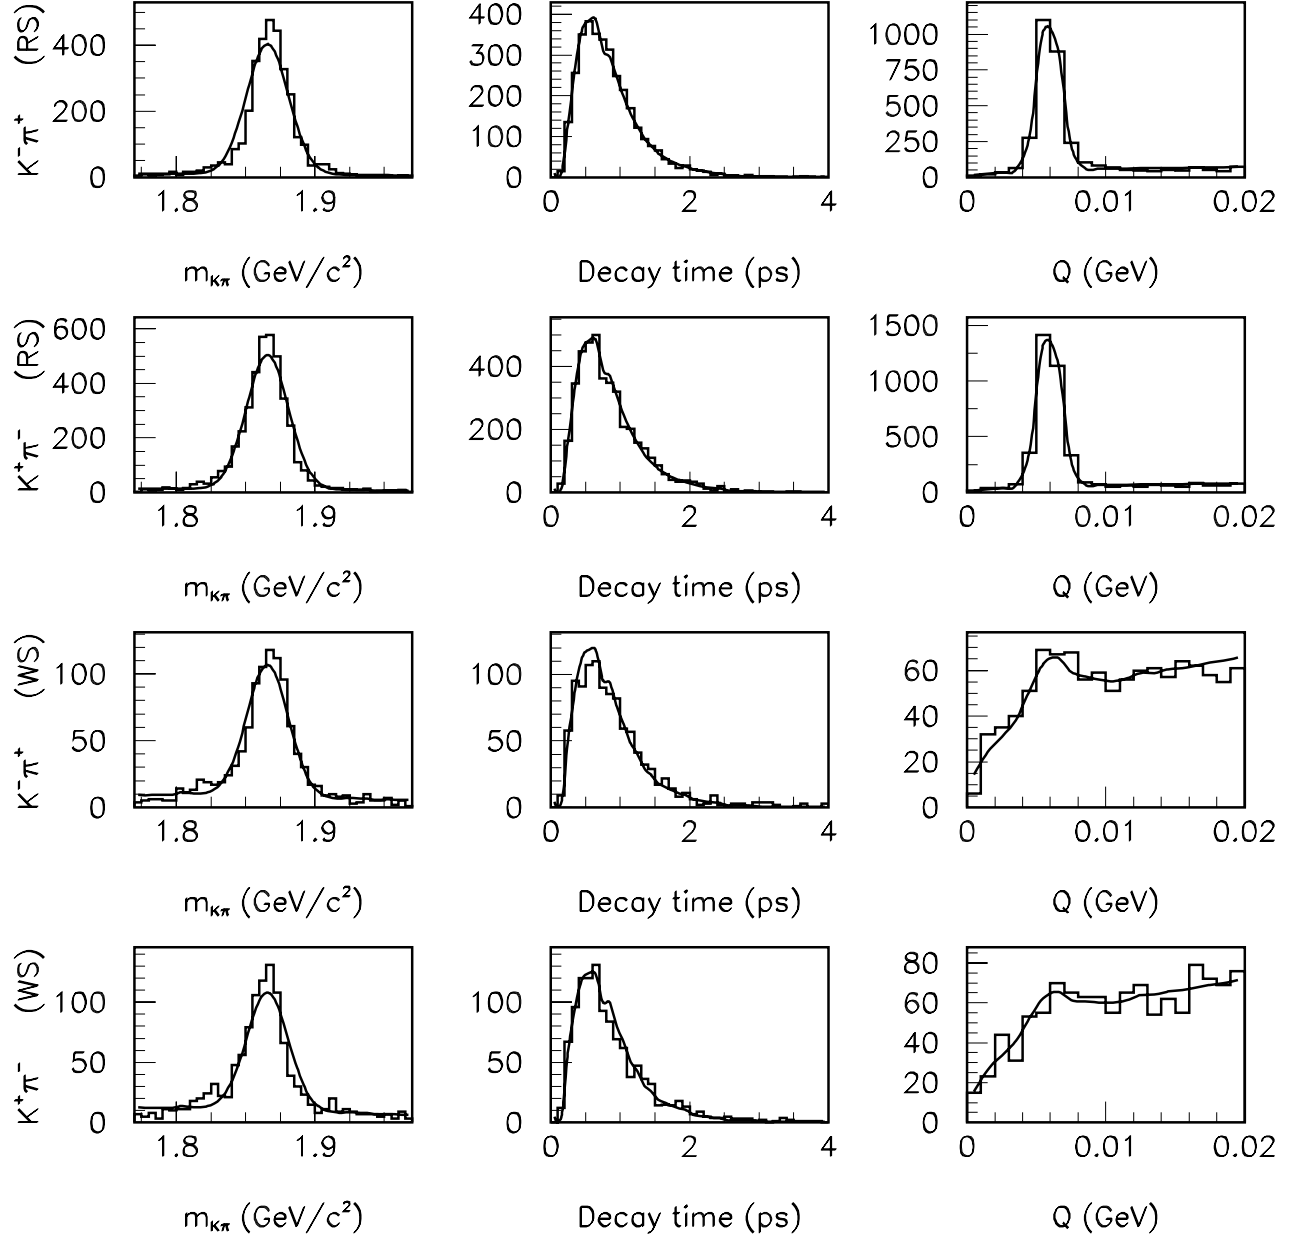 K⁻π⁺ (RS)
400
200
0
1.8 1.9
m_Kπ (GeV/c²)
400
300
200
100
0
0 2 4
Decay time (ps)
1000
750
500
250
0
0 0.01 0.02
Q (GeV)
K⁺π⁻ (RS)
600
400
200
0
1.8 1.9
m_Kπ (GeV/c²)
400
200
0
0 2 4
Decay time (ps)
1500
1000
500
0
0 0.01 0.02
Q (GeV)
K⁻π⁺ (WS)
100
50
0
1.8 1.9
m_Kπ (GeV/c²)
100
50
0
0 2 4
Decay time (ps)
60
40
20
0
0 0.01 0.02
Q (GeV)
K⁺π⁻ (WS)
100
50
0
1.8 1.9
m_Kπ (GeV/c²)
100
50
0
0 2 4
Decay time (ps)
80
60
40
20
0
0 0.01 0.02
Q (GeV)